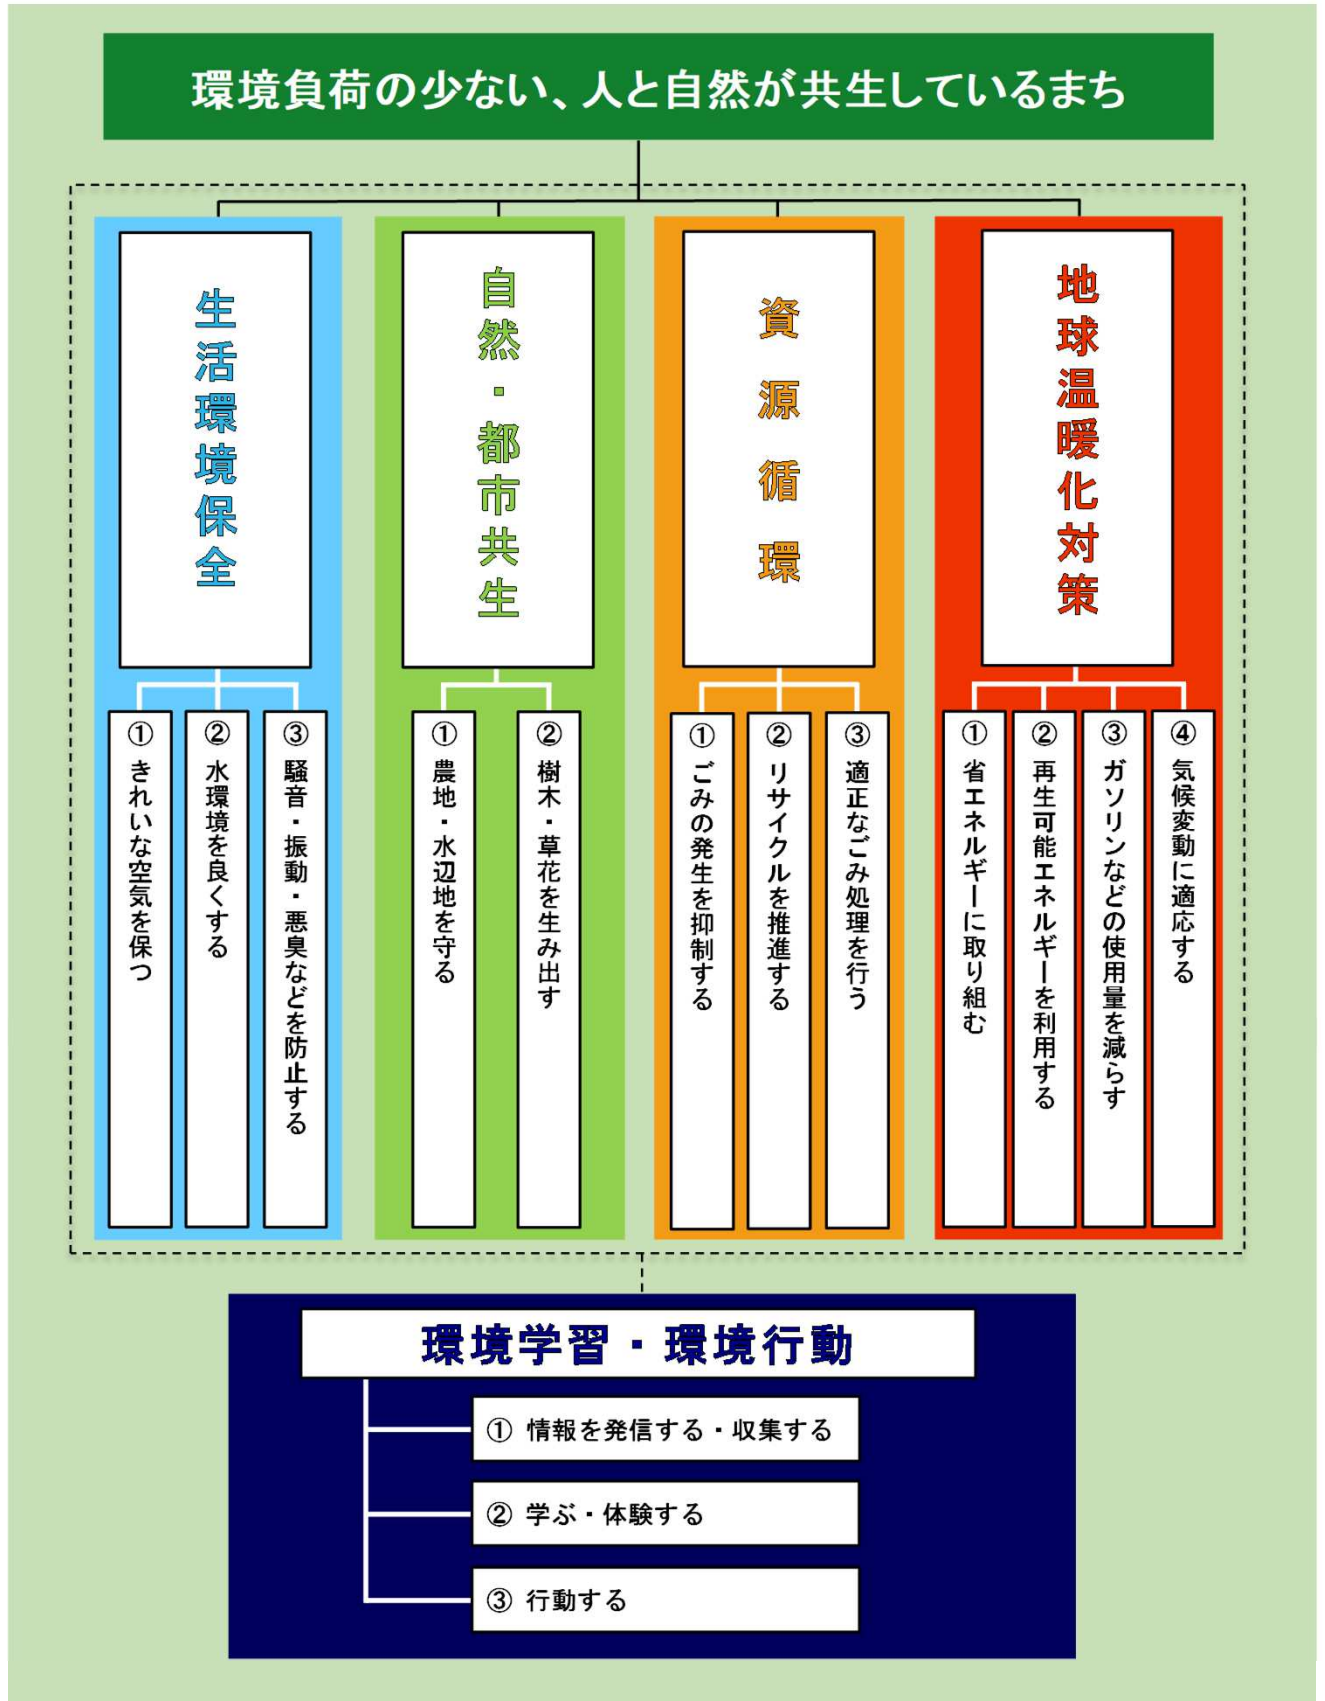 環境負荷の少ない、人と自然が共生しているまち
生活環境保全
①きれいな空気を保つ
②水環境を良くする
③騒音・振動・悪臭などを防止する
自然・都市共生
①農地・水辺地を守る
②樹木・草花を生み出す
資源循環
①ごみの発生を抑制する
②リサイクルを推進する
③適正なごみ処理を行う
地球温暖化対策
①省エネルギーに取り組む
②再生可能エネルギーを利用する
③ガソリンなどの使用量を減らす
④気候変動に適応する
環境学習・環境行動
① 情報を発信する・収集する
② 学ぶ・体験する
③ 行動する